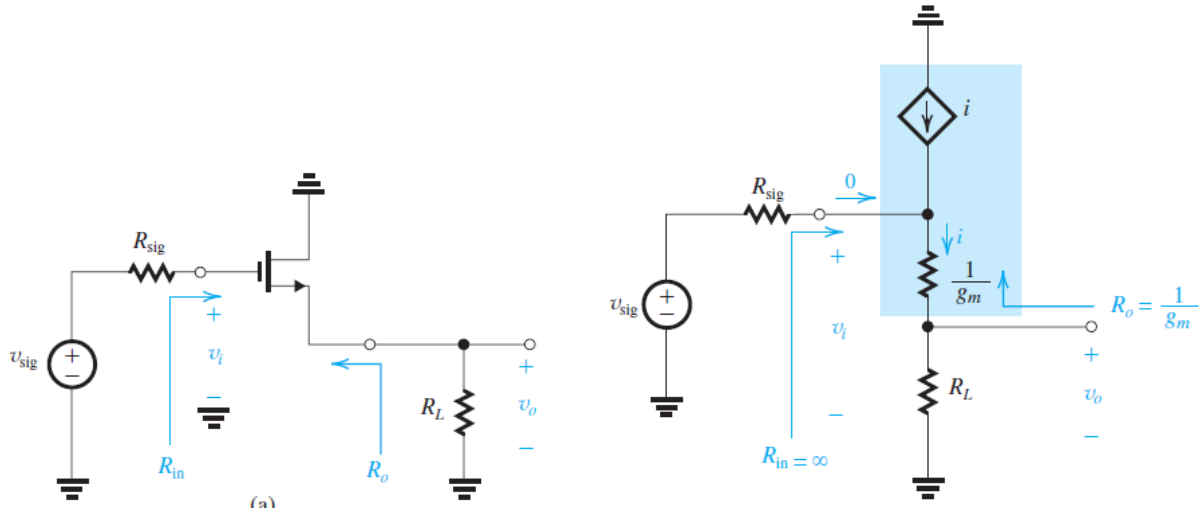 R_sig
v_sig
+
−
+
v_i
−
R_in
R_o
R_L
+
v_o
−
(a)
i
R_sig
0
i
1/g_m
R_o = 1/g_m
v_sig
+
−
+
v_i
−
R_in = ∞
R_L
+
v_o
−